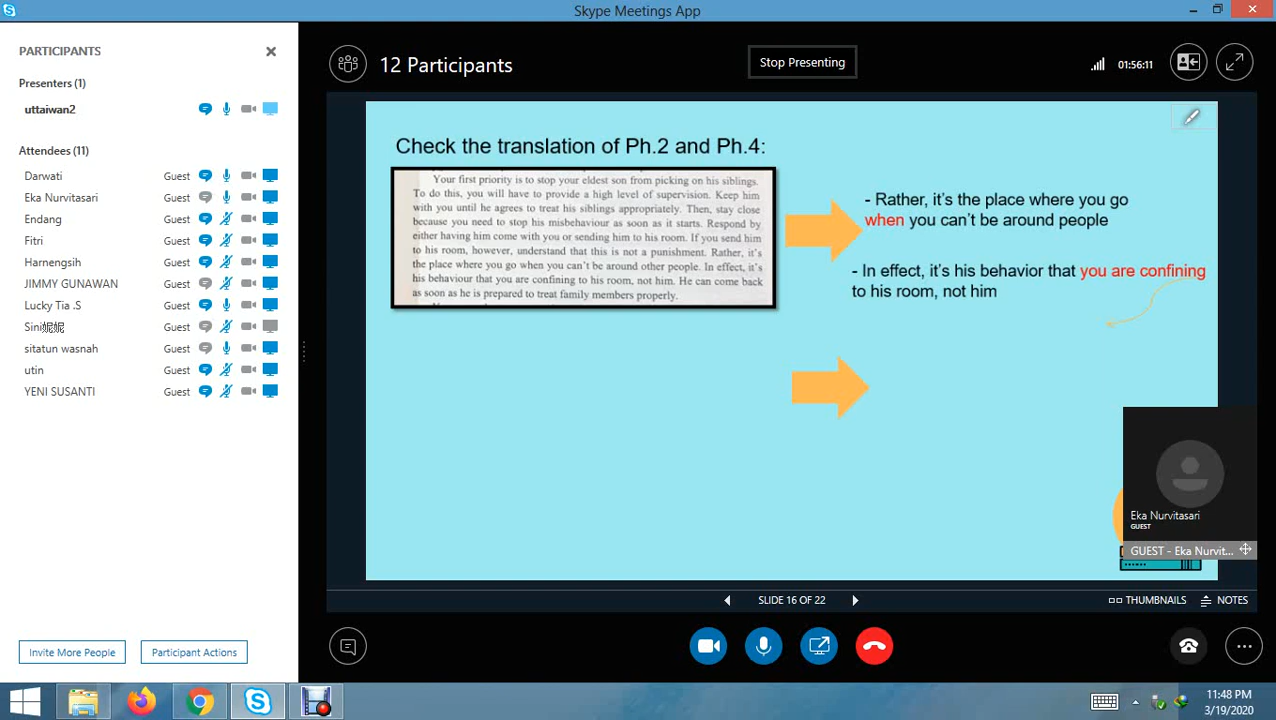 Skype Meetings App
PARTICIPANTS
Presenters (1)
uttaiwan2
Attendees (11)
Darwati Guest
Eka Nurvitasari Guest
Endang Guest
Fitri Guest
Harnengsih Guest
JIMMY GUNAWAN Guest
Lucky Tia .S Guest
Sini妮妮 Guest
sitatun wasnah Guest
utin Guest
YENI SUSANTI Guest
Invite More People
Participant Actions
12 Participants
Stop Presenting
01:56:11
Check the translation of Ph.2 and Ph.4:
Your first priority is to stop your eldest son from picking on his siblings.
To do this, you will have to provide a high level of supervision. Keep him
with you until he agrees to treat his siblings appropriately. Then, stay close
because you need to stop his misbehaviour as soon as it starts. Respond by
either having him come with you or sending him to his room. If you send him
to his room, however, understand that this is not a punishment. Rather, it's
the place where you go when you can't be around other people. In effect, it's
his behaviour that you are confining to his room, not him. He can come back
as soon as he is prepared to treat family members properly.
- Rather, it's the place where you go
when you can't be around people
- In effect, it's his behavior that you are confining
to his room, not him
Eka Nurvitasari
GUEST
GUEST - Eka Nurvit...
SLIDE 16 OF 22
THUMBNAILS
NOTES
11:48 PM
3/19/2020